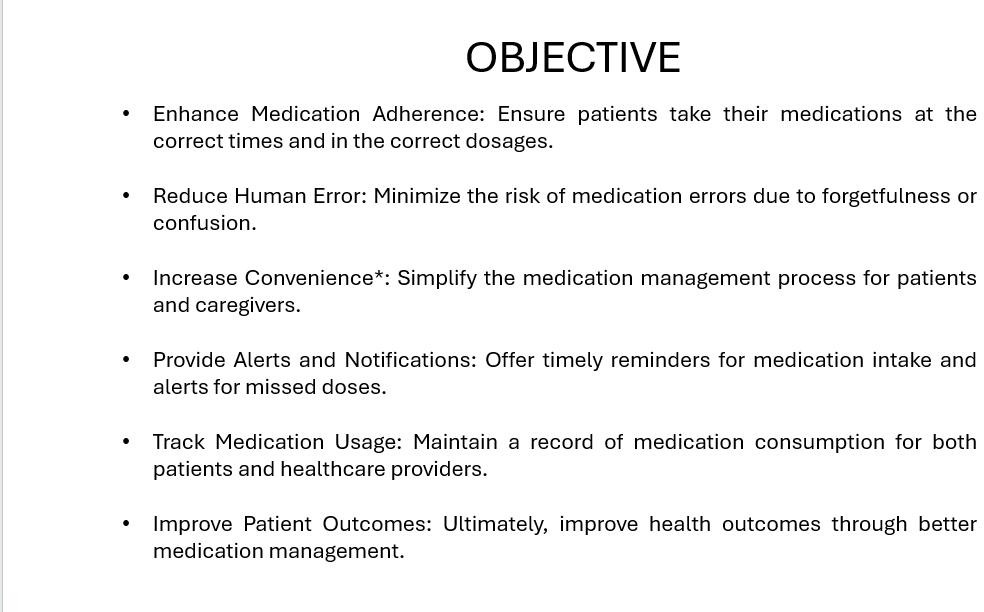 OBJECTIVE
• Enhance Medication Adherence: Ensure patients take their medications at the
correct times and in the correct dosages.
• Reduce Human Error: Minimize the risk of medication errors due to forgetfulness or
confusion.
• Increase Convenience*: Simplify the medication management process for patients
and caregivers.
• Provide Alerts and Notifications: Offer timely reminders for medication intake and
alerts for missed doses.
• Track Medication Usage: Maintain a record of medication consumption for both
patients and healthcare providers.
• Improve Patient Outcomes: Ultimately, improve health outcomes through better
medication management.